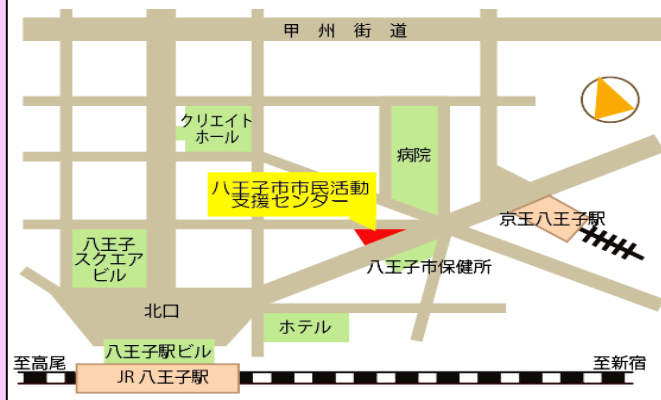 甲州街道
クリエイト
ホール
病院
八王子市市民活動
支援センター
京王八王子駅
八王子
スクエア
ビル
八王子市保健所
北口
ホテル
八王子駅ビル
至高尾
至新宿
JR 八王子駅